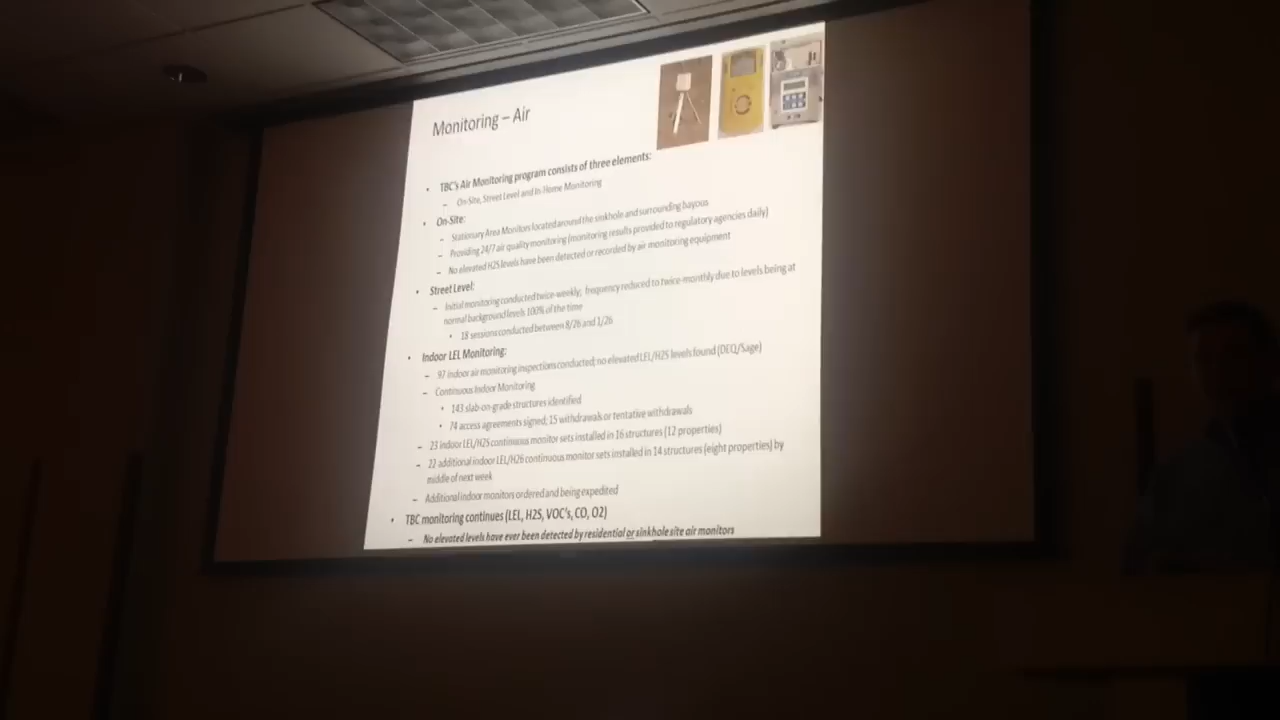 Monitoring – Air
• TBC's Air Monitoring program consists of three elements:
– On-Site, Street Level and In-Home Monitoring
• On-Site:
– Stationary Area Monitors located around the sinkhole and surrounding bayous
– Providing 24/7 air quality monitoring (monitoring results provided to regulatory agencies daily)
– No elevated H2S levels have been detected or recorded by air monitoring equipment
• Street Level:
– Initial monitoring conducted twice-weekly; frequency reduced to twice-monthly due to levels being at
normal background levels 100% of the time
• 18 sessions conducted between 8/26 and 1/26
• Indoor LEL Monitoring:
– 97 indoor air monitoring inspections conducted; no elevated LEL/H2S levels found (DEQ/Sage)
– Continuous Indoor Monitoring
• 143 slab-on-grade structures identified
• 74 access agreements signed; 15 withdrawals or tentative withdrawals
– 23 indoor LEL/H2S continuous monitor sets installed in 16 structures (12 properties)
– 22 additional indoor LEL/H26 continuous monitor sets installed in 14 structures (eight properties) by
middle of next week
– Additional indoor monitors ordered and being expedited
• TBC monitoring continues (LEL, H2S, VOC's, CO, O2)
– No elevated levels have ever been detected by residential or sinkhole site air monitors